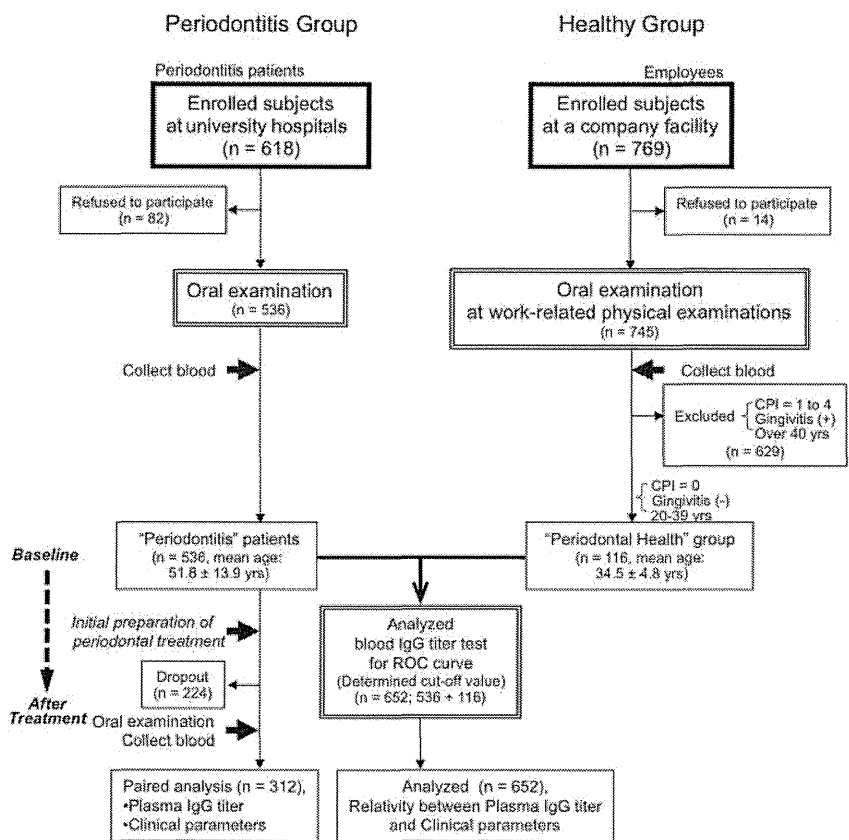 Periodontitis Group
Healthy Group
Periodontitis patients
Employees
Enrolled subjects
at university hospitals
(n = 618)
Enrolled subjects
at a company facility
(n = 769)
Refused to participate
(n = 82)
Refused to participate
(n = 14)
Oral examination
(n = 536)
Oral examination
at work-related physical examinations
(n = 745)
Collect blood
Collect blood
Excluded
CPI = 1 to 4
Gingivitis (+)
Over 40 yrs
(n = 629)
CPI = 0
Gingivitis (-)
20-39 yrs
Baseline
"Periodontitis" patients
(n = 536, mean age:
51.8 ± 13.9 yrs)
"Periodontal Health" group
(n = 116, mean age:
34.5 ± 4.8 yrs)
Initial preparation of
periodontal treatment
Analyzed
blood IgG titer test
for ROC curve
(Determined cut-off value)
(n = 652; 536 + 116)
Dropout
(n = 224)
After
Treatment
Oral examination
Collect blood
Paired analysis (n = 312),
•Plasma IgG titer
•Clinical parameters
Analyzed (n = 652),
Relativity between Plasma IgG titer
and Clinical parameters